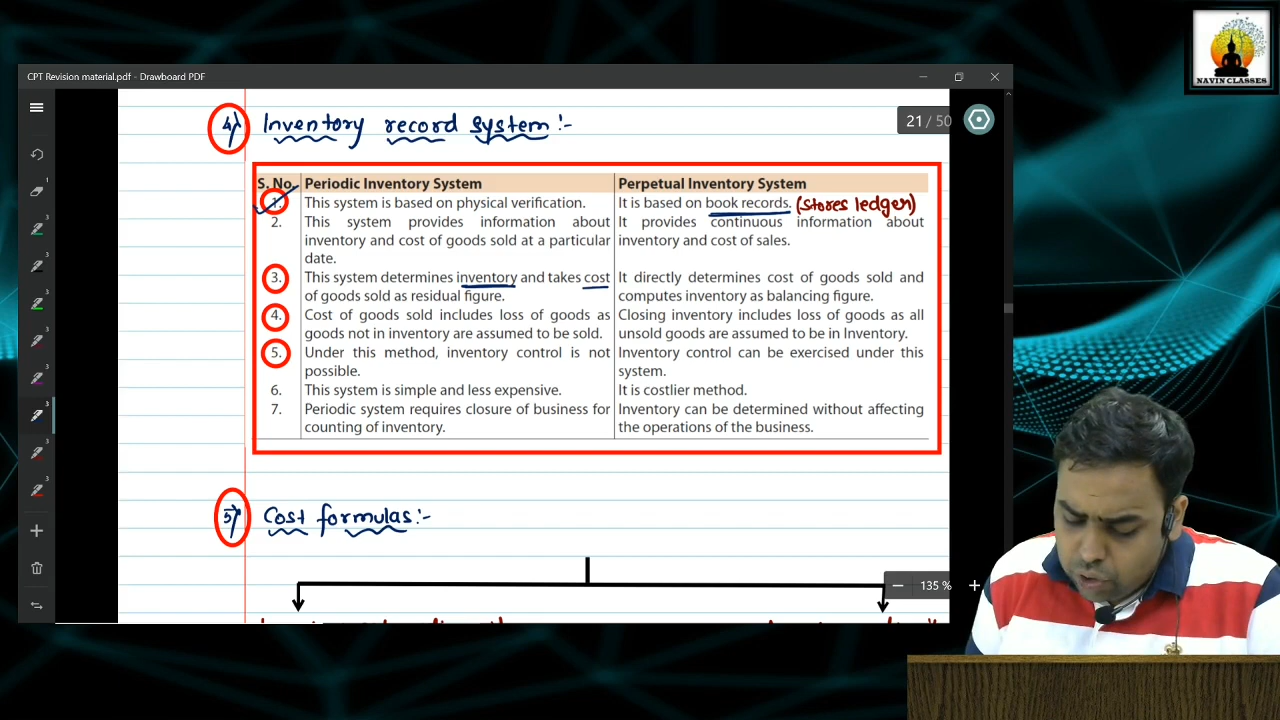 NAVIN CLASSES
CPT Revision material.pdf - Drawboard PDF
21 / 50
4) Inventory record system :-
S. No. Periodic Inventory System Perpetual Inventory System
1. This system is based on physical verification. It is based on book records. (stores ledger)
2. This system provides information about It provides continuous information about
inventory and cost of goods sold at a particular inventory and cost of sales.
date.
3. This system determines inventory and takes cost It directly determines cost of goods sold and
of goods sold as residual figure. computes inventory as balancing figure.
4. Cost of goods sold includes loss of goods as Closing inventory includes loss of goods as all
goods not in inventory are assumed to be sold. unsold goods are assumed to be in Inventory.
5. Under this method, inventory control is not Inventory control can be exercised under this
possible. system.
6. This system is simple and less expensive. It is costlier method.
7. Periodic system requires closure of business for Inventory can be determined without affecting
counting of inventory. the operations of the business.
5) Cost formulas :-
135 %